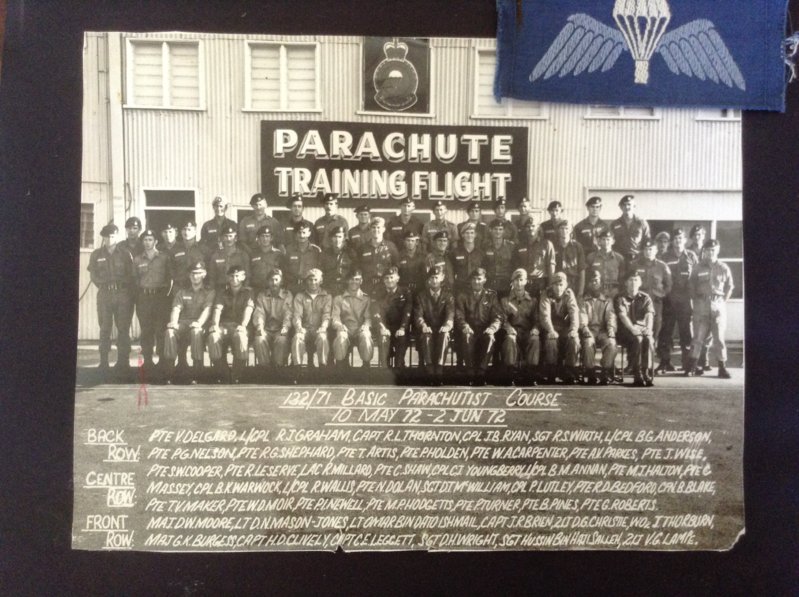 PARACHUTE
TRAINING FLIGHT
132/71 BASIC PARACHUTIST COURSE
10 MAY 72 - 2 JUN 72
BACK ROW PTE V. DELGARD, L/CPL R.J. GRAHAM, CAPT R.L. THORNTON, CPL J.B. RYAN, SGT R.S. WIRTH, L/CPL B.G. ANDERSON,
PTE P.G. NELSON, PTE R.G. SHEPHARD, PTE T. ARTIS, PTE P. HOLDEN, PTE W.A. CARPENTER, PTE A.V. PARKES, PTE J. WISE,
PTE S.W. COOPER, PTE R. LESERVE, LAC R. MILLARD, PTE C. SHAW, CPL C.J. YOUNGBERRY, L/CPL B.M. ANNAN, PTE M.J. HALTON, PTE C
CENTRE ROW MASSEY, CPL B.K. WARWOCK, L/CPL R. WALLS, PTE N. DOLAN, SGT D.I. MCWILLIAM, CPL P. LUTLEY, PTE R.D. BEDFORD, CPN. B. BLAKE,
PTE T.V. MAKER, PTE W.D. MOIR, PTE P.I. NEWELL, PTE M.P. HODGETTS, PTE P. TURNER, PTE B. PINES, PTE G. ROBERTS.
FRONT ROW MAJ D.W. MOORE, LT D.N. MASON-JONES, LT OMAR BIN DATO ISHMAIL, CAPT J.R. BRIEN, 2LT D.G. CHRISTIE, WO2 J. THORBURN,
MAJ G.K. BURGESS, CAPT H.D. CLIVELY, CAPT C.E. LEGGETT, SGT D.H. WRIGHT, SGT HUSSIN BIN HAJI SALLEH, 2LT V.G. LAMPE.